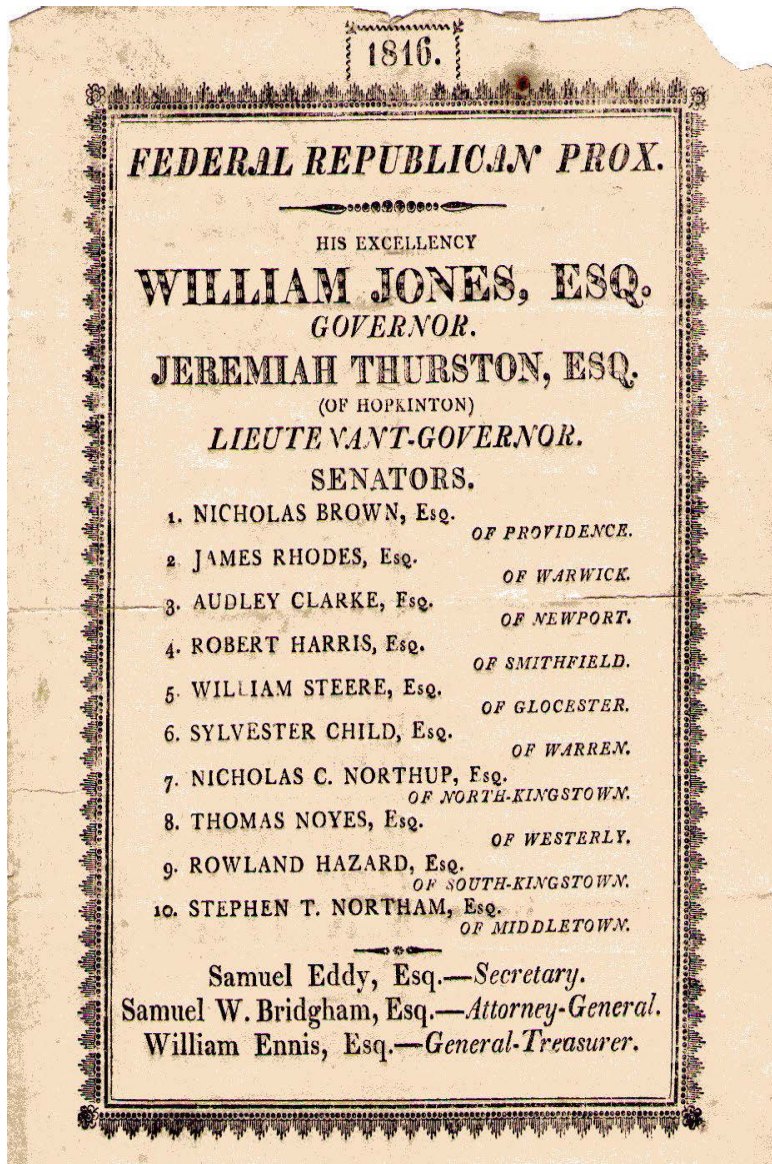 1816.
FEDERAL REPUBLICAN PROX.
HIS EXCELLENCY
WILLIAM JONES, ESQ.
GOVERNOR.
JEREMIAH THURSTON, ESQ.
(OF HOPKINTON)
LIEUTENANT-GOVERNOR.
SENATORS.
1. NICHOLAS BROWN, Esq.
OF PROVIDENCE.
2 JAMES RHODES, Esq.
OF WARWICK.
3. AUDLEY CLARKE, Esq.
OF NEWPORT.
4. ROBERT HARRIS, Esq.
OF SMITHFIELD.
5. WILLIAM STEERE, Esq.
OF GLOCESTER.
6. SYLVESTER CHILD, Esq.
OF WARREN.
7. NICHOLAS C. NORTHUP, Esq.
OF NORTH-KINGSTOWN.
8. THOMAS NOYES, Esq.
OF WESTERLY.
9. ROWLAND HAZARD, Esq.
OF SOUTH-KINGSTOWN.
10. STEPHEN T. NORTHAM, Esq.
OF MIDDLETOWN.
Samuel Eddy, Esq.—Secretary.
Samuel W. Bridgham, Esq.—Attorney-General.
William Ennis, Esq.—General-Treasurer.